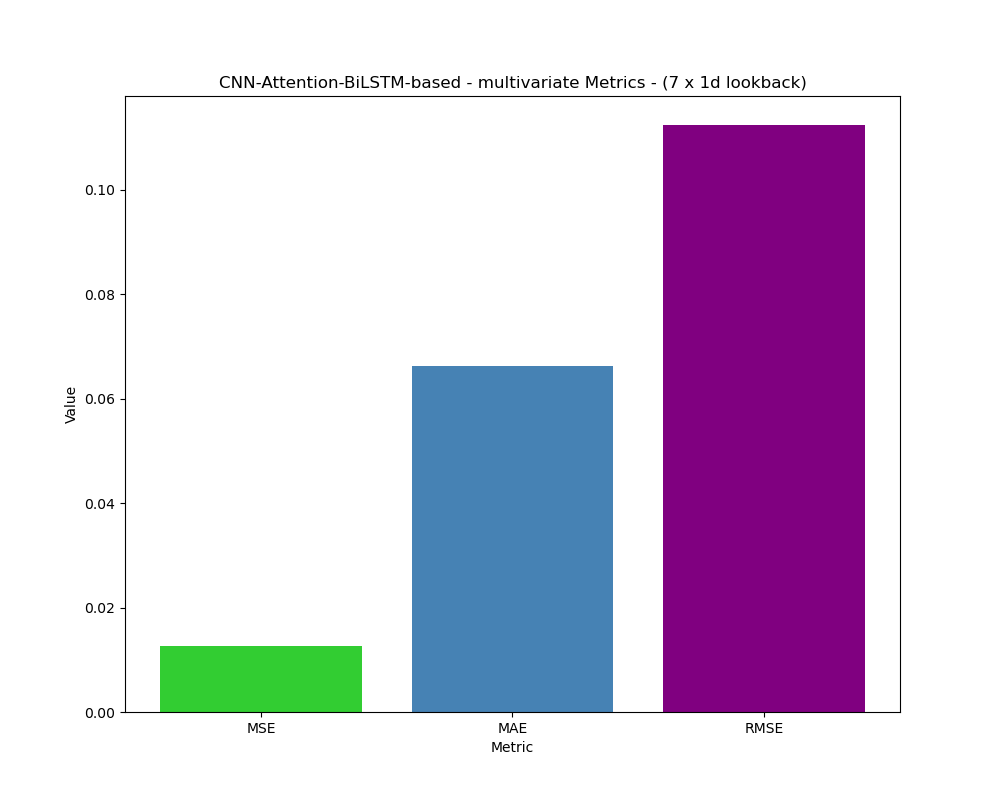 CNN-Attention-BiLSTM-based - multivariate Metrics - (7 x 1d lookback)
0.10
0.08
0.06
0.04
0.02
0.00
Value
MSE MAE RMSE
Metric